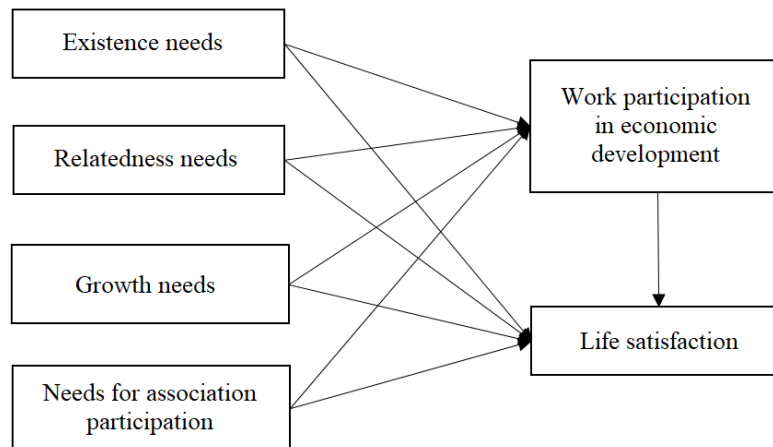 Existence needs
Relatedness needs
Growth needs
Needs for association
participation
Work participation
in economic
development
Life satisfaction